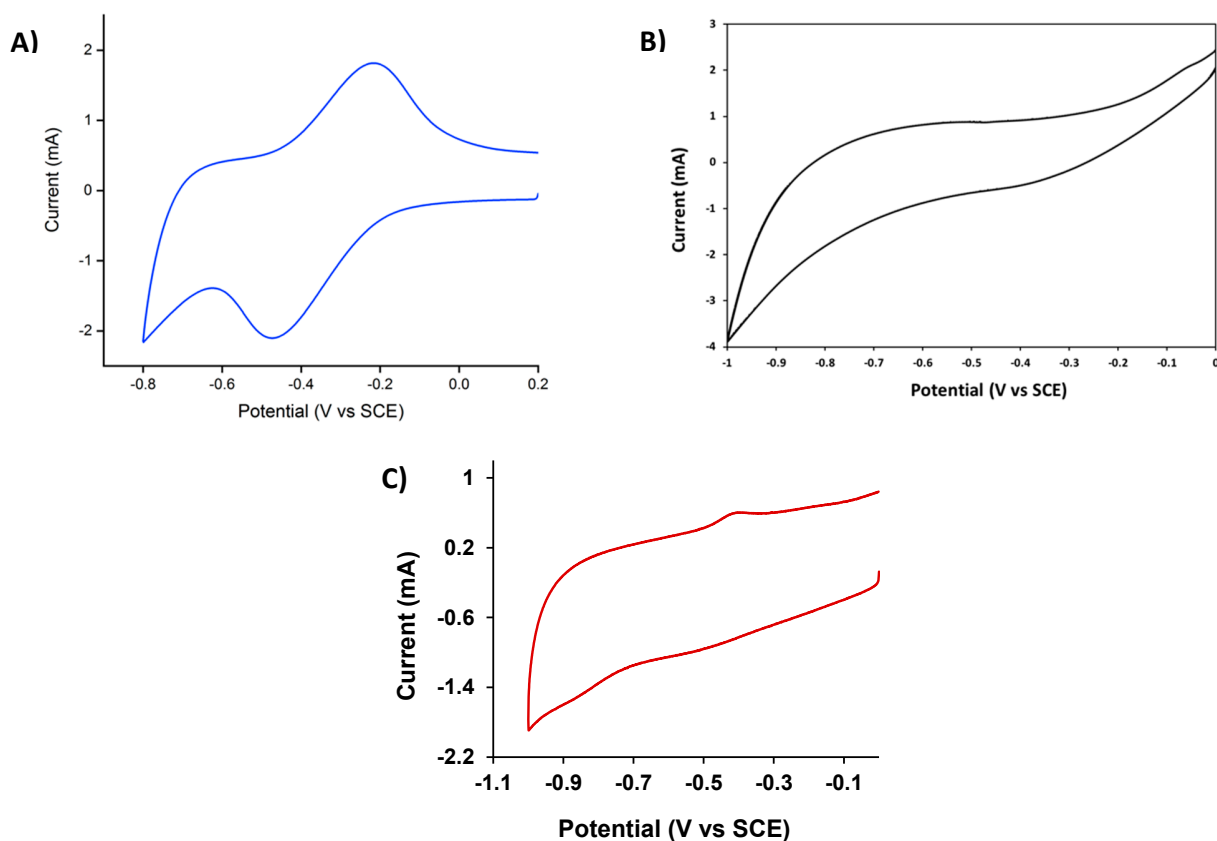 A)
2
1
0
-1
-2
Current (mA)
-0.8 -0.6 -0.4 -0.2 0.0 0.2
Potential (V vs SCE)
B)
3
2
1
0
-1
-2
-3
-4
Current (mA)
-1 -0.9 -0.8 -0.7 -0.6 -0.5 -0.4 -0.3 -0.2 -0.1 0
Potential (V vs SCE)
C)
1
0.2
-0.6
-1.4
-2.2
Current (mA)
-1.1 -0.9 -0.7 -0.5 -0.3 -0.1
Potential (V vs SCE)